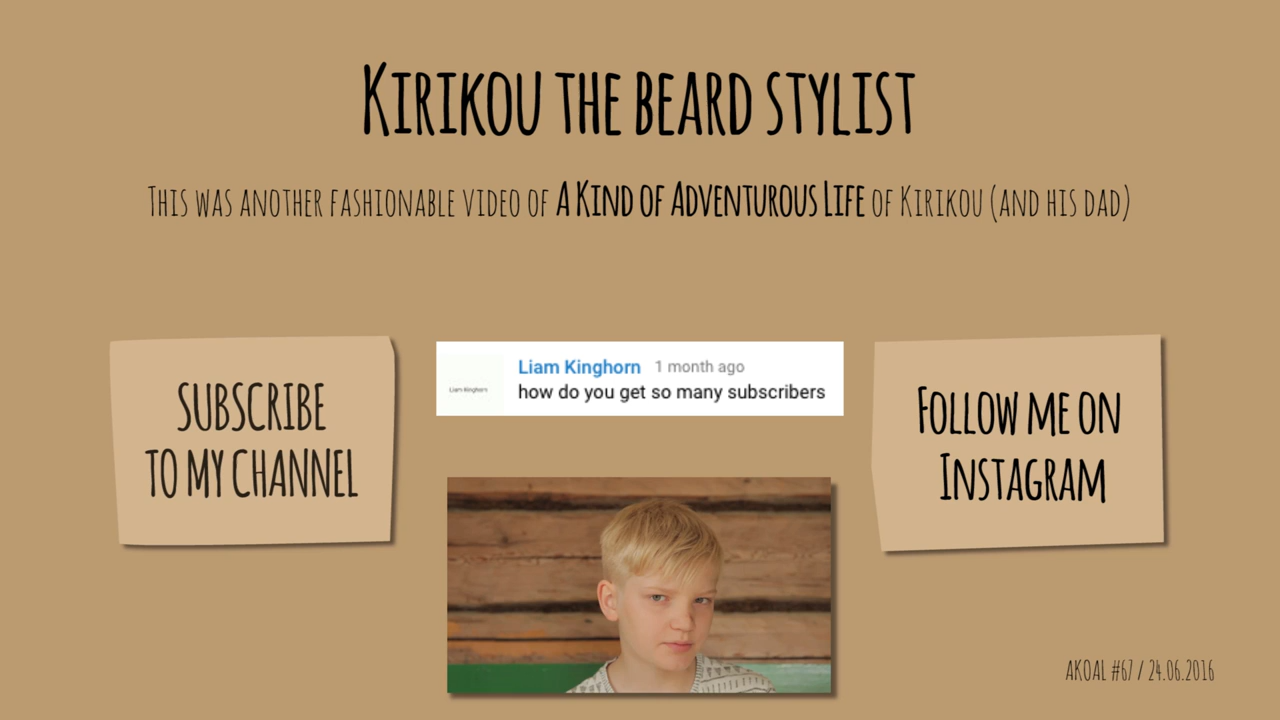 KIRIKOU THE BEARD STYLIST
THIS WAS ANOTHER FASHIONABLE VIDEO OF A KIND OF ADVENTUROUS LIFE OF KIRIKOU (AND HIS DAD)
SUBSCRIBE
TO MY CHANNEL
Liam Kinghorn
Liam Kinghorn 1 month ago
how do you get so many subscribers
FOLLOW ME ON
INSTAGRAM
AKOAL #67 / 24.06.2016